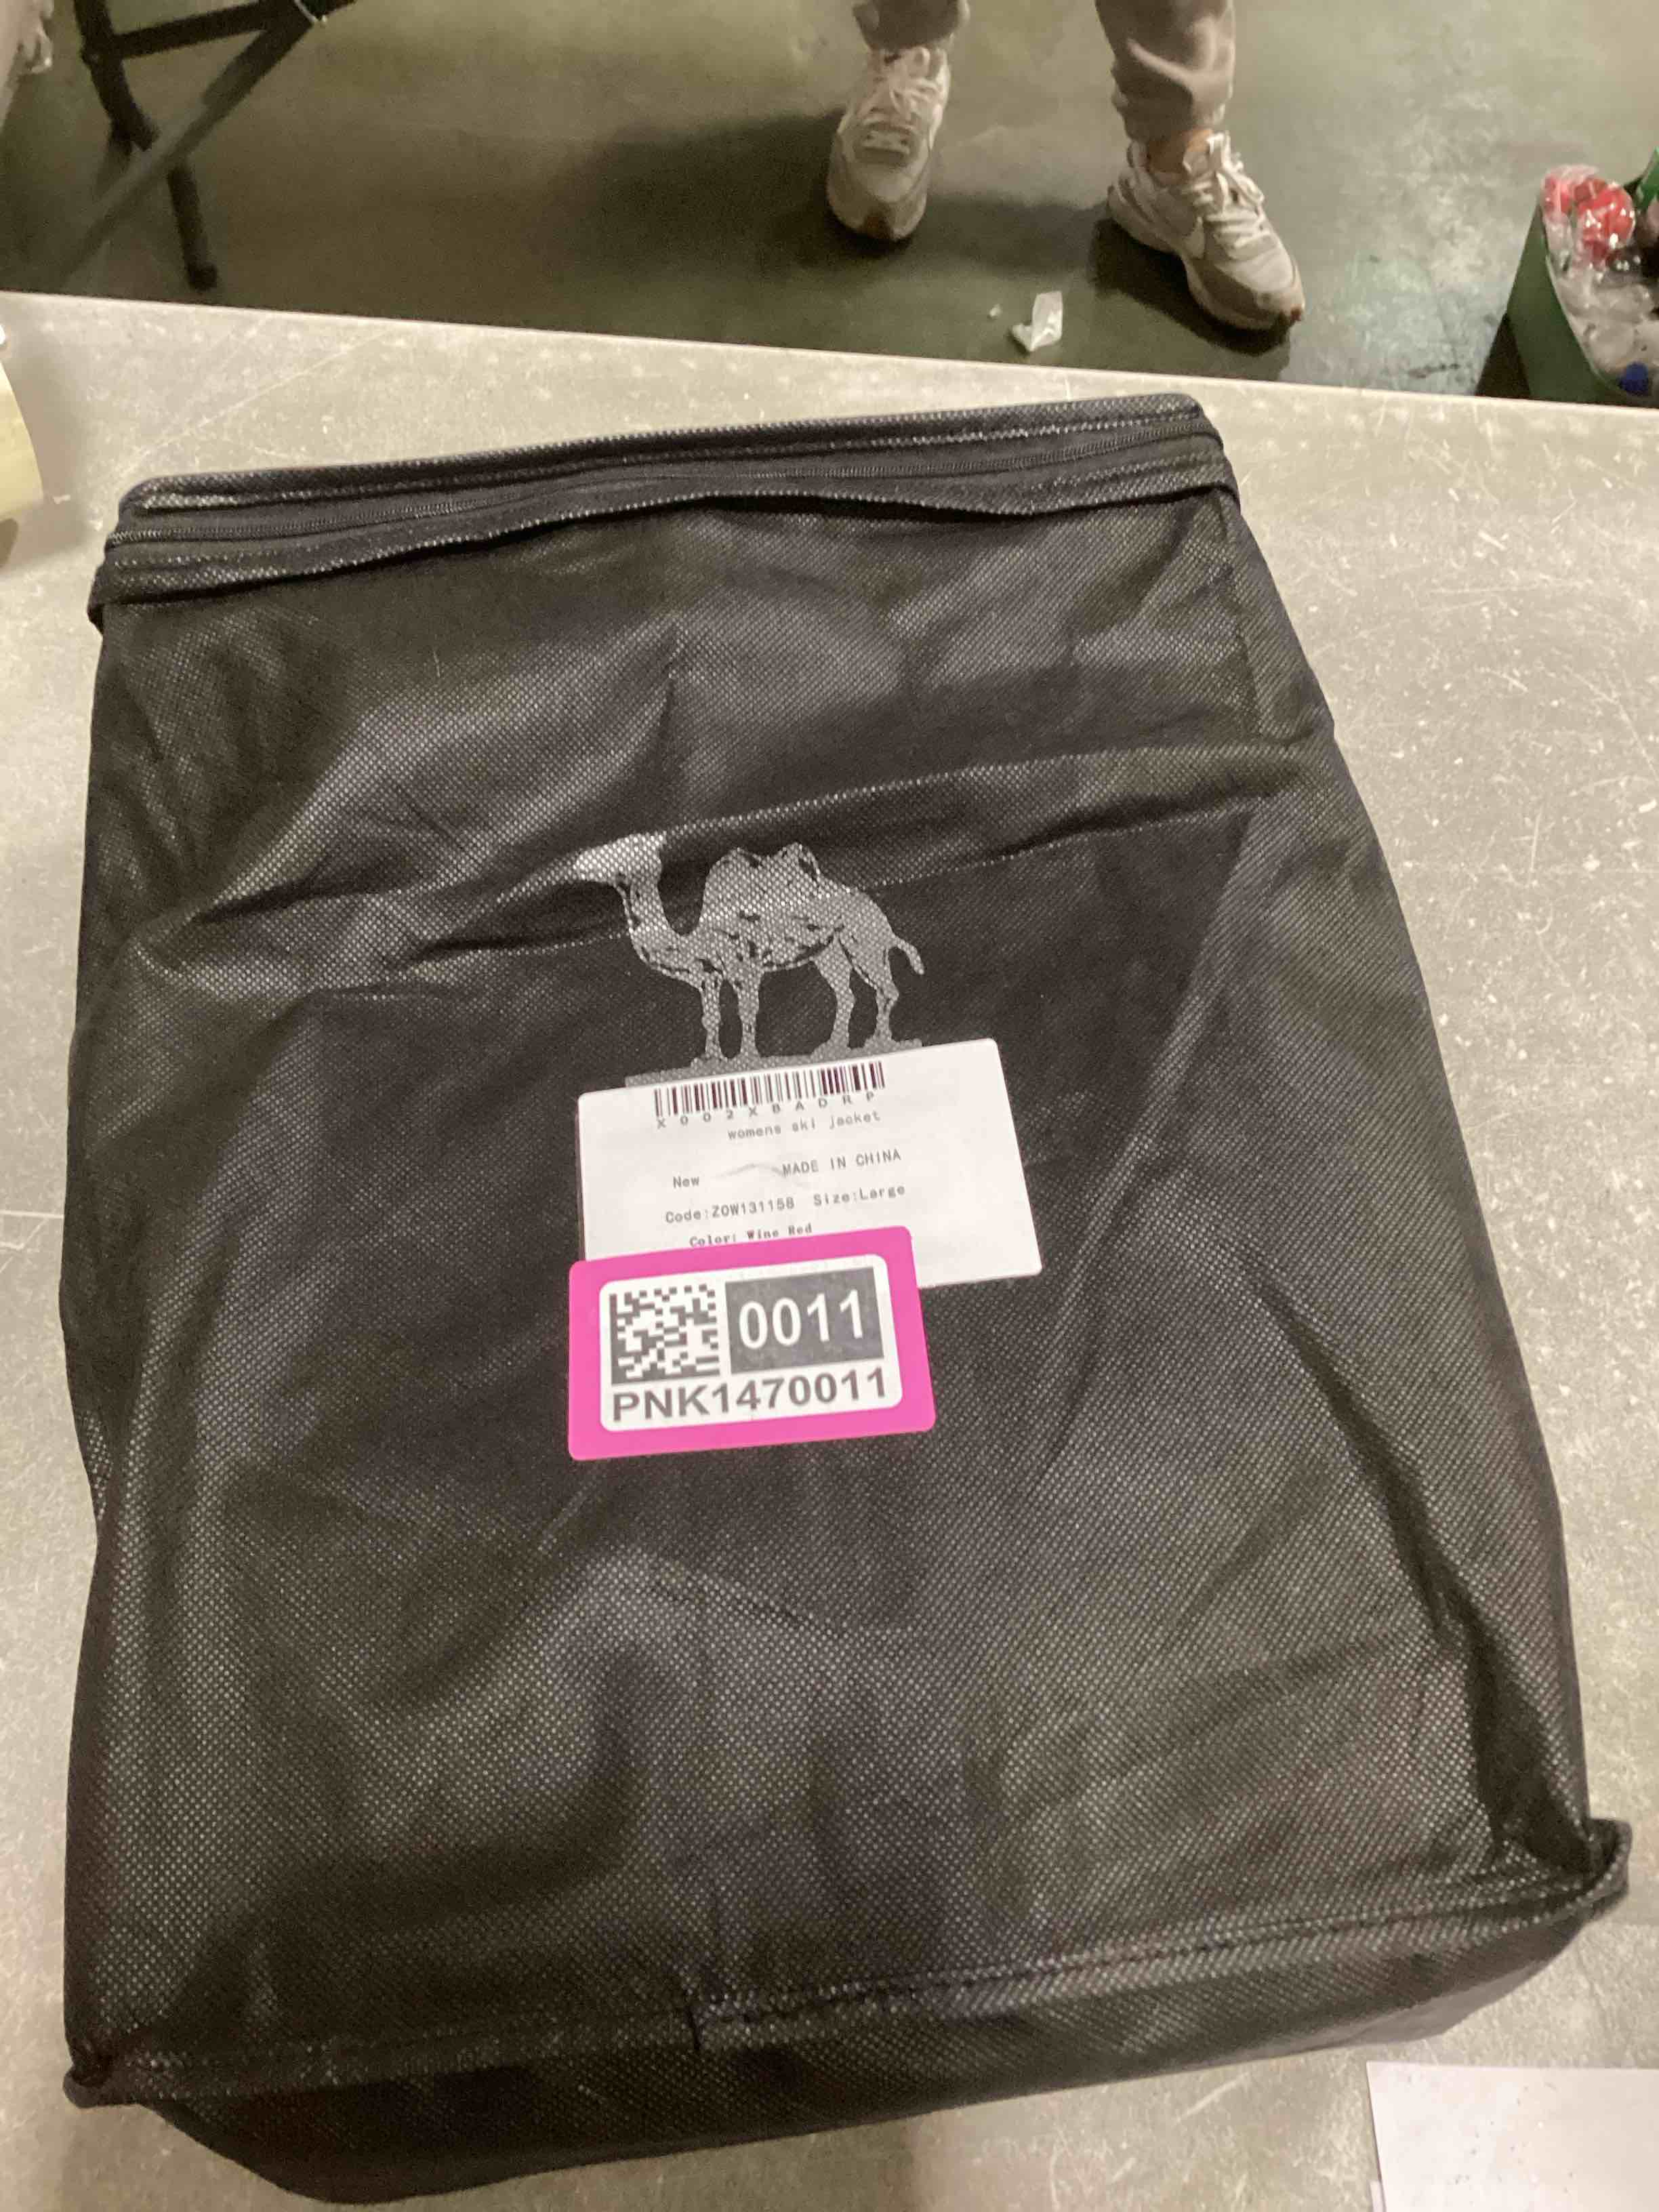 X002XBADRP
womens ski jacket
New MADE IN CHINA
Code:ZOW131158 Size:Large
Color: Wine Red
0011
PNK1470011